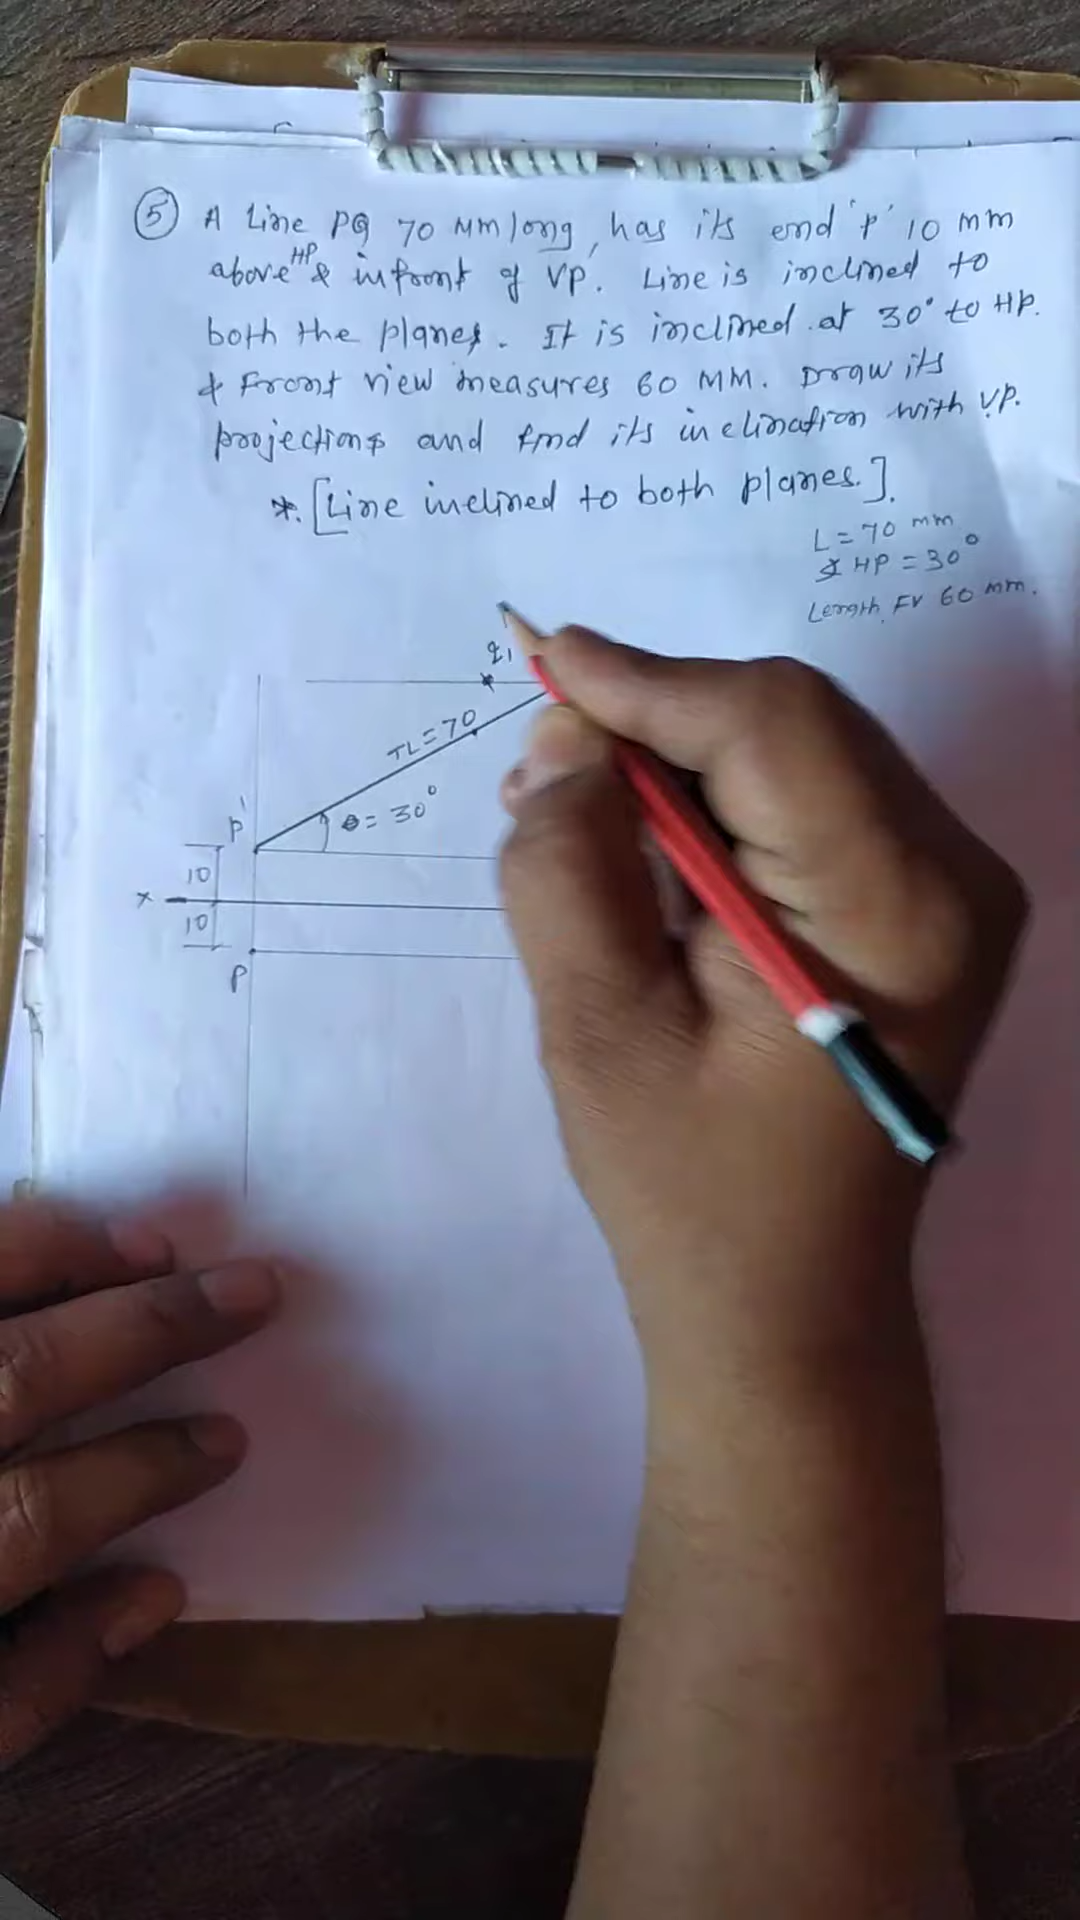 5 A Line PQ 70 mm long, has its end 'p' 10 mm
above HP & infront of VP. Line is inclined to
both the planes. It is inclined at 30° to HP.
& Front view measures 60 MM. Draw its
projections and find its inclination with VP.
*. [Line inclined to both planes.].
L = 70 mm
∡ HP = 30°
Length FV 60 mm.
q1
TL = 70
p'
θ = 30°
10
x
10
p